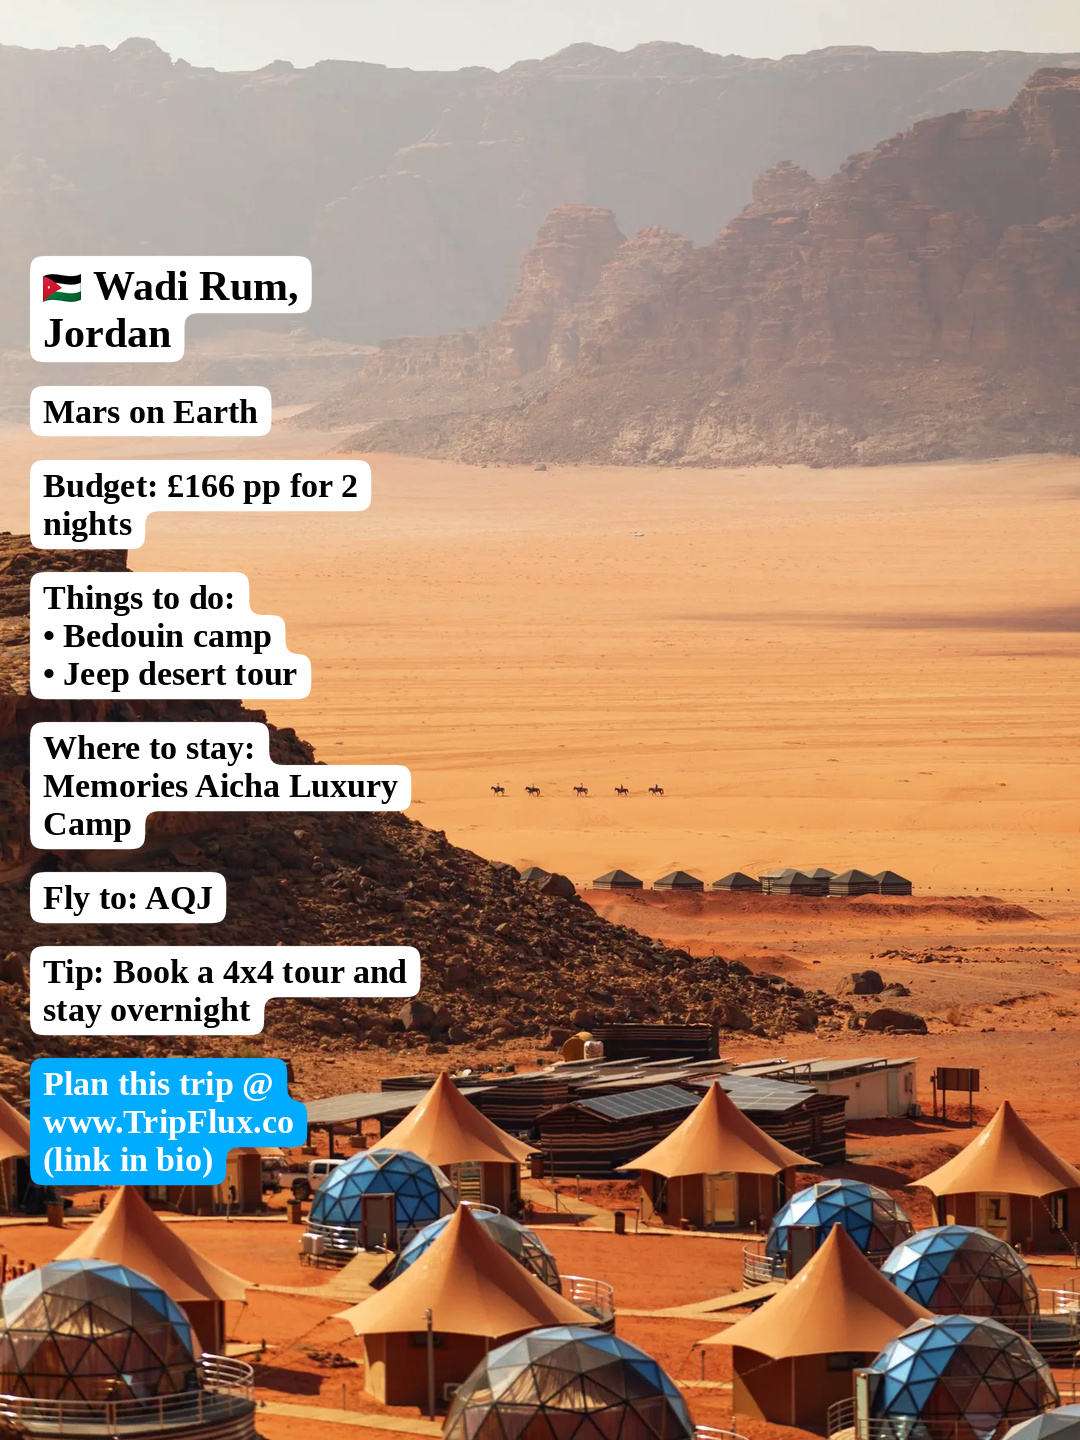 🇯🇴 Wadi Rum,
Jordan
Mars on Earth
Budget: £166 pp for 2
nights
Things to do:
• Bedouin camp
• Jeep desert tour
Where to stay:
Memories Aicha Luxury
Camp
Fly to: AQJ
Tip: Book a 4x4 tour and
stay overnight
Plan this trip @
www.TripFlux.co
(link in bio)